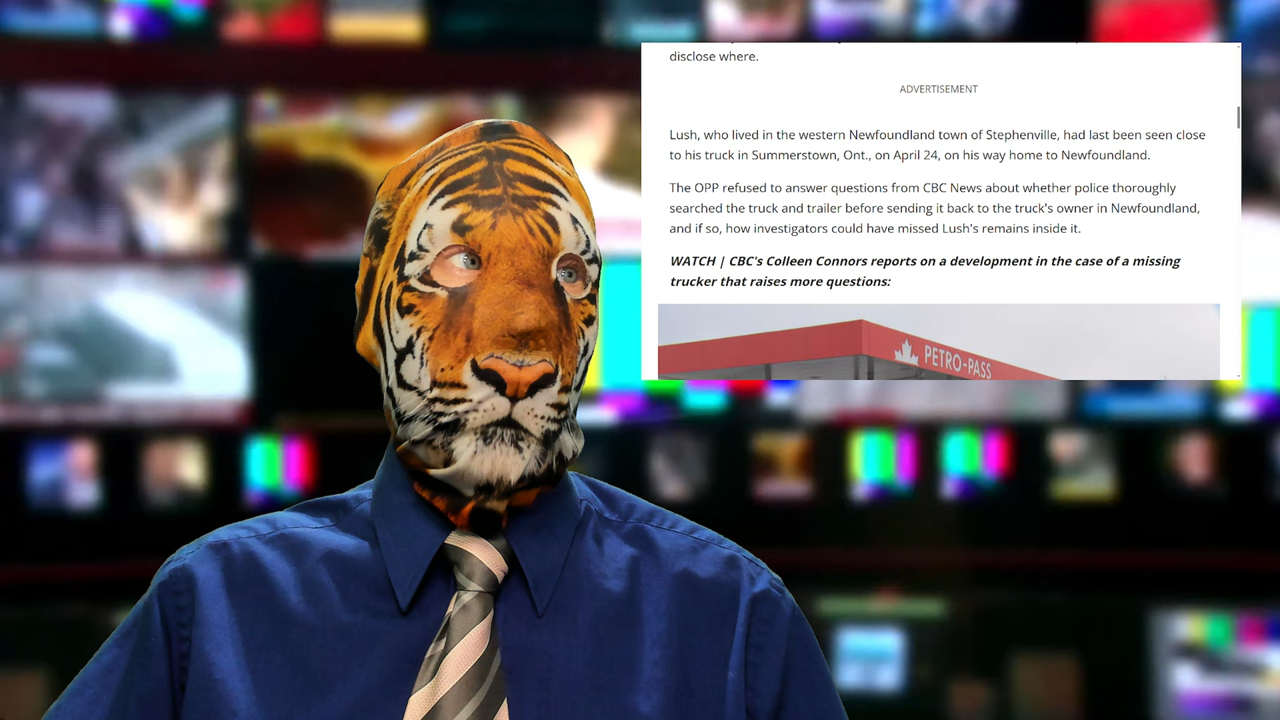 disclose where.
ADVERTISEMENT
Lush, who lived in the western Newfoundland town of Stephenville, had last been seen close
to his truck in Summerstown, Ont., on April 24, on his way home to Newfoundland.
The OPP refused to answer questions from CBC News about whether police thoroughly
searched the truck and trailer before sending it back to the truck's owner in Newfoundland,
and if so, how investigators could have missed Lush's remains inside it.
WATCH | CBC's Colleen Connors reports on a development in the case of a missing
trucker that raises more questions:
PETRO-PASS